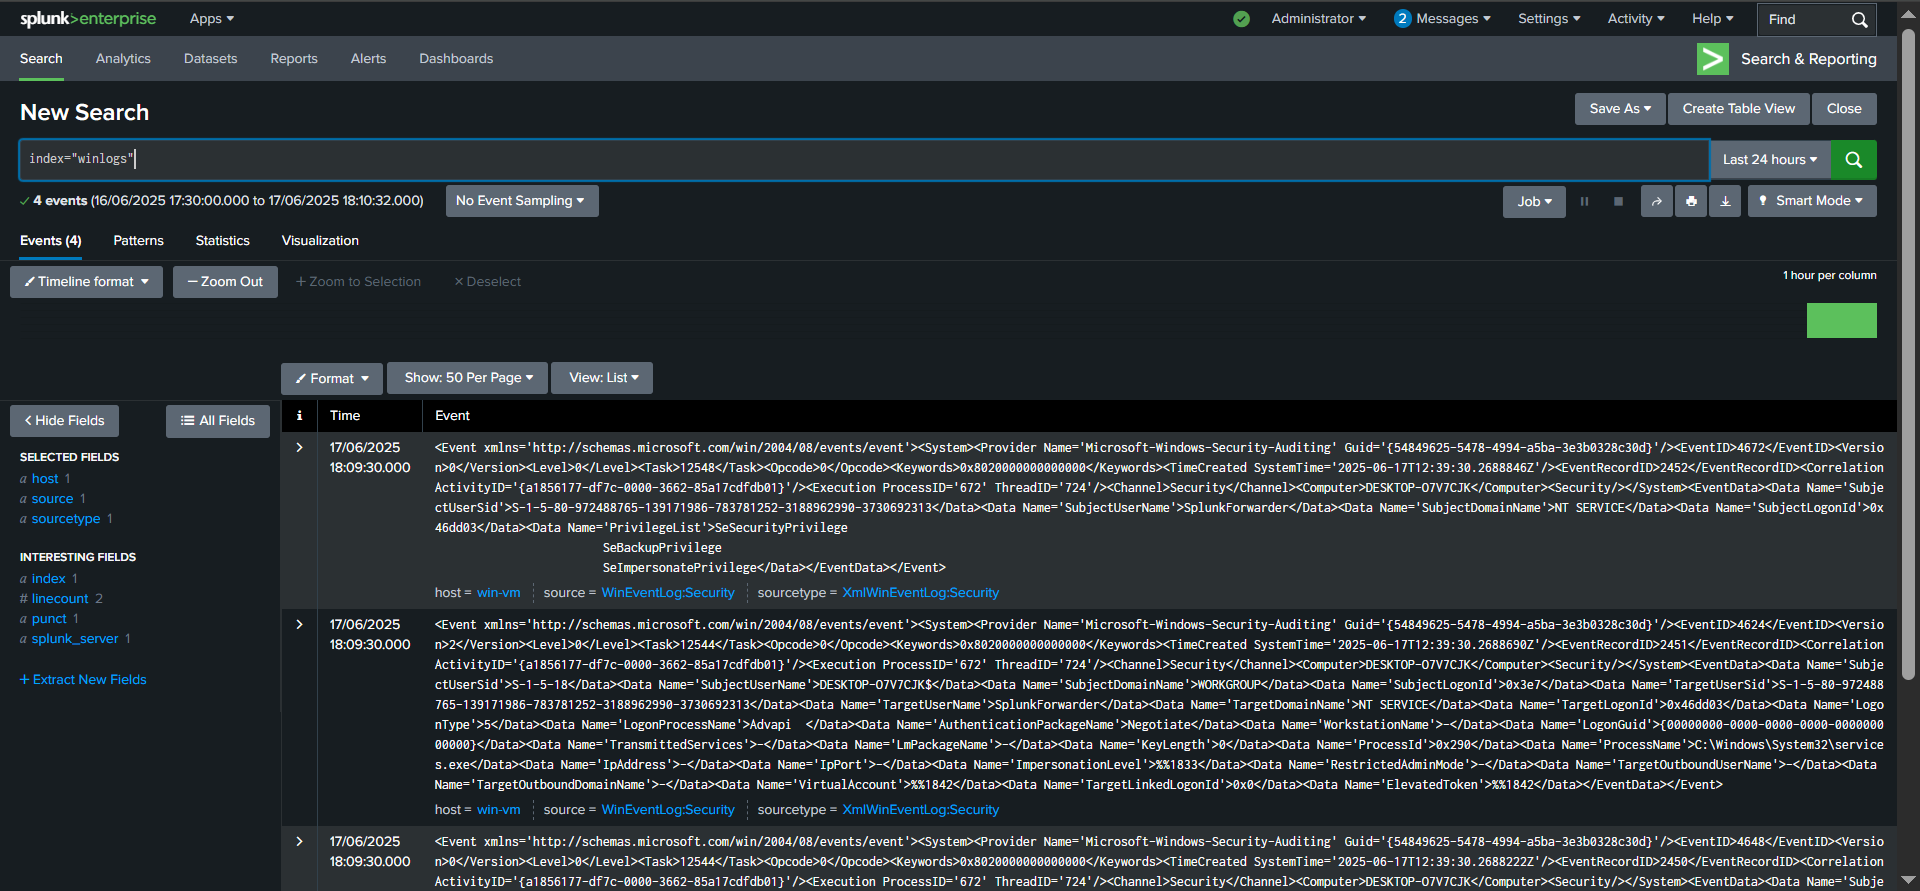 splunk>enterprise Apps Administrator 2 Messages Settings Activity Help Find
Search Analytics Datasets Reports Alerts Dashboards > Search & Reporting
New Search Save As Create Table View Close
index="winlogs" Last 24 hours
4 events (16/06/2025 17:30:00.000 to 17/06/2025 18:10:32.000) No Event Sampling Job Smart Mode
Events (4) Patterns Statistics Visualization
Timeline format — Zoom Out + Zoom to Selection × Deselect 1 hour per column
Format Show: 50 Per Page View: List
< Hide Fields All Fields
SELECTED FIELDS
a host 1
a source 1
a sourcetype 1
INTERESTING FIELDS
a index 1
# linecount 2
a punct 1
a splunk_server 1
+ Extract New Fields
i Time Event
> 17/06/2025
18:09:30.000
<Event xmlns='http://schemas.microsoft.com/win/2004/08/events/event'><System><Provider Name='Microsoft-Windows-Security-Auditing' Guid='{54849625-5478-4994-a5ba-3e3b0328c30d}'/><EventID>4672</EventID><Versio
n>0</Version><Level>0</Level><Task>12548</Task><Opcode>0</Opcode><Keywords>0x8020000000000000</Keywords><TimeCreated SystemTime='2025-06-17T12:39:30.2688846Z'/><EventRecordID>2452</EventRecordID><Correlation
ActivityID='{a1856177-df7c-0000-3662-85a17cdfdb01}'/><Execution ProcessID='672' ThreadID='724'/><Channel>Security</Channel><Computer>DESKTOP-O7V7CJK</Computer><Security/></System><EventData><Data Name='Subje
ctUserSid'>S-1-5-80-972488765-139171986-783781252-3188962990-3730692313</Data><Data Name='SubjectUserName'>SplunkForwarder</Data><Data Name='SubjectDomainName'>NT SERVICE</Data><Data Name='SubjectLogonId'>0x
46dd03</Data><Data Name='PrivilegeList'>SeSecurityPrivilege
SeBackupPrivilege
SeImpersonatePrivilege</Data></EventData></Event>
host = win-vm source = WinEventLog:Security sourcetype = XmlWinEventLog:Security
> 17/06/2025
18:09:30.000
<Event xmlns='http://schemas.microsoft.com/win/2004/08/events/event'><System><Provider Name='Microsoft-Windows-Security-Auditing' Guid='{54849625-5478-4994-a5ba-3e3b0328c30d}'/><EventID>4624</EventID><Versio
n>2</Version><Level>0</Level><Task>12544</Task><Opcode>0</Opcode><Keywords>0x8020000000000000</Keywords><TimeCreated SystemTime='2025-06-17T12:39:30.2688690Z'/><EventRecordID>2451</EventRecordID><Correlation
ActivityID='{a1856177-df7c-0000-3662-85a17cdfdb01}'/><Execution ProcessID='672' ThreadID='724'/><Channel>Security</Channel><Computer>DESKTOP-O7V7CJK</Computer><Security/></System><EventData><Data Name='Subje
ctUserSid'>S-1-5-18</Data><Data Name='SubjectUserName'>DESKTOP-O7V7CJK$</Data><Data Name='SubjectDomainName'>WORKGROUP</Data><Data Name='SubjectLogonId'>0x3e7</Data><Data Name='TargetUserSid'>S-1-5-80-972488
765-139171986-783781252-3188962990-3730692313</Data><Data Name='TargetUserName'>SplunkForwarder</Data><Data Name='TargetDomainName'>NT SERVICE</Data><Data Name='TargetLogonId'>0x46dd03</Data><Data Name='Logo
nType'>5</Data><Data Name='LogonProcessName'>Advapi  </Data><Data Name='AuthenticationPackageName'>Negotiate</Data><Data Name='WorkstationName'>-</Data><Data Name='LogonGuid'>{00000000-0000-0000-0000-0000000
00000}</Data><Data Name='TransmittedServices'>-</Data><Data Name='LmPackageName'>-</Data><Data Name='KeyLength'>0</Data><Data Name='ProcessId'>0x290</Data><Data Name='ProcessName'>C:\Windows\System32\service
s.exe</Data><Data Name='IpAddress'>-</Data><Data Name='IpPort'>-</Data><Data Name='ImpersonationLevel'>%%1833</Data><Data Name='RestrictedAdminMode'>-</Data><Data Name='TargetOutboundUserName'>-</Data><Data
Name='TargetOutboundDomainName'>-</Data><Data Name='VirtualAccount'>%%1842</Data><Data Name='TargetLinkedLogonId'>0x0</Data><Data Name='ElevatedToken'>%%1842</Data></EventData></Event>
host = win-vm source = WinEventLog:Security sourcetype = XmlWinEventLog:Security
> 17/06/2025
18:09:30.000
<Event xmlns='http://schemas.microsoft.com/win/2004/08/events/event'><System><Provider Name='Microsoft-Windows-Security-Auditing' Guid='{54849625-5478-4994-a5ba-3e3b0328c30d}'/><EventID>4648</EventID><Versio
n>0</Version><Level>0</Level><Task>12544</Task><Opcode>0</Opcode><Keywords>0x8020000000000000</Keywords><TimeCreated SystemTime='2025-06-17T12:39:30.2688222Z'/><EventRecordID>2450</EventRecordID><Correlation
ActivityID='{a1856177-df7c-0000-3662-85a17cdfdb01}'/><Execution ProcessID='672' ThreadID='724'/><Channel>Security</Channel><Computer>DESKTOP-O7V7CJK</Computer><Security/></System><EventData><Data Name='Subje